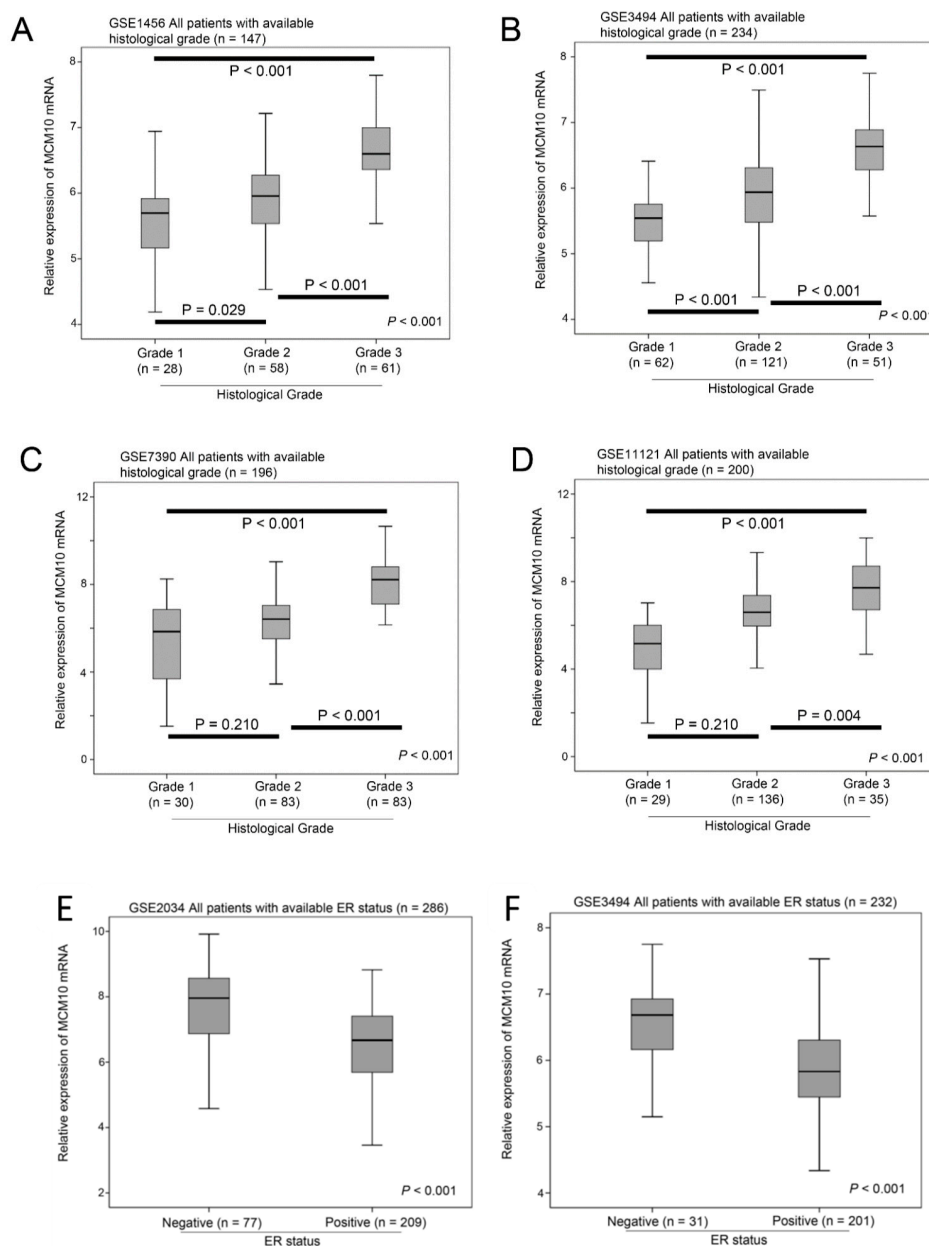 A
GSE1456 All patients with available
histological grade (n = 147)
Relative expression of MCM10 mRNA
8
7
6
5
4
P < 0.001
P < 0.001
P = 0.029
P < 0.001
Grade 1
(n = 28)
Grade 2
(n = 58)
Grade 3
(n = 61)
Histological Grade
B
GSE3494 All patients with available
histological grade (n = 234)
Relative expression of MCM10 mRNA
8
7
6
5
4
P < 0.001
P < 0.001
P < 0.001
P < 0.001
Grade 1
(n = 62)
Grade 2
(n = 121)
Grade 3
(n = 51)
Histological Grade
C
GSE7390 All patients with available
histological grade (n = 196)
Relative expression of MCM10 mRNA
12
8
4
0
P < 0.001
P < 0.001
P = 0.210
P < 0.001
Grade 1
(n = 30)
Grade 2
(n = 83)
Grade 3
(n = 83)
Histological Grade
D
GSE11121 All patients with available
histological grade (n = 200)
Relative expression of MCM10 mRNA
12
8
4
0
P < 0.001
P = 0.004
P = 0.210
P < 0.001
Grade 1
(n = 29)
Grade 2
(n = 136)
Grade 3
(n = 35)
Histological Grade
E
GSE2034 All patients with available ER status (n = 286)
Relative expression of MCM10 mRNA
10
8
6
4
2
P < 0.001
Negative (n = 77)
Positive (n = 209)
ER status
F
GSE3494 All patients with available ER status (n = 232)
Relative expression of MCM10 mRNA
8
7
6
5
4
P < 0.001
Negative (n = 31)
Positive (n = 201)
ER status